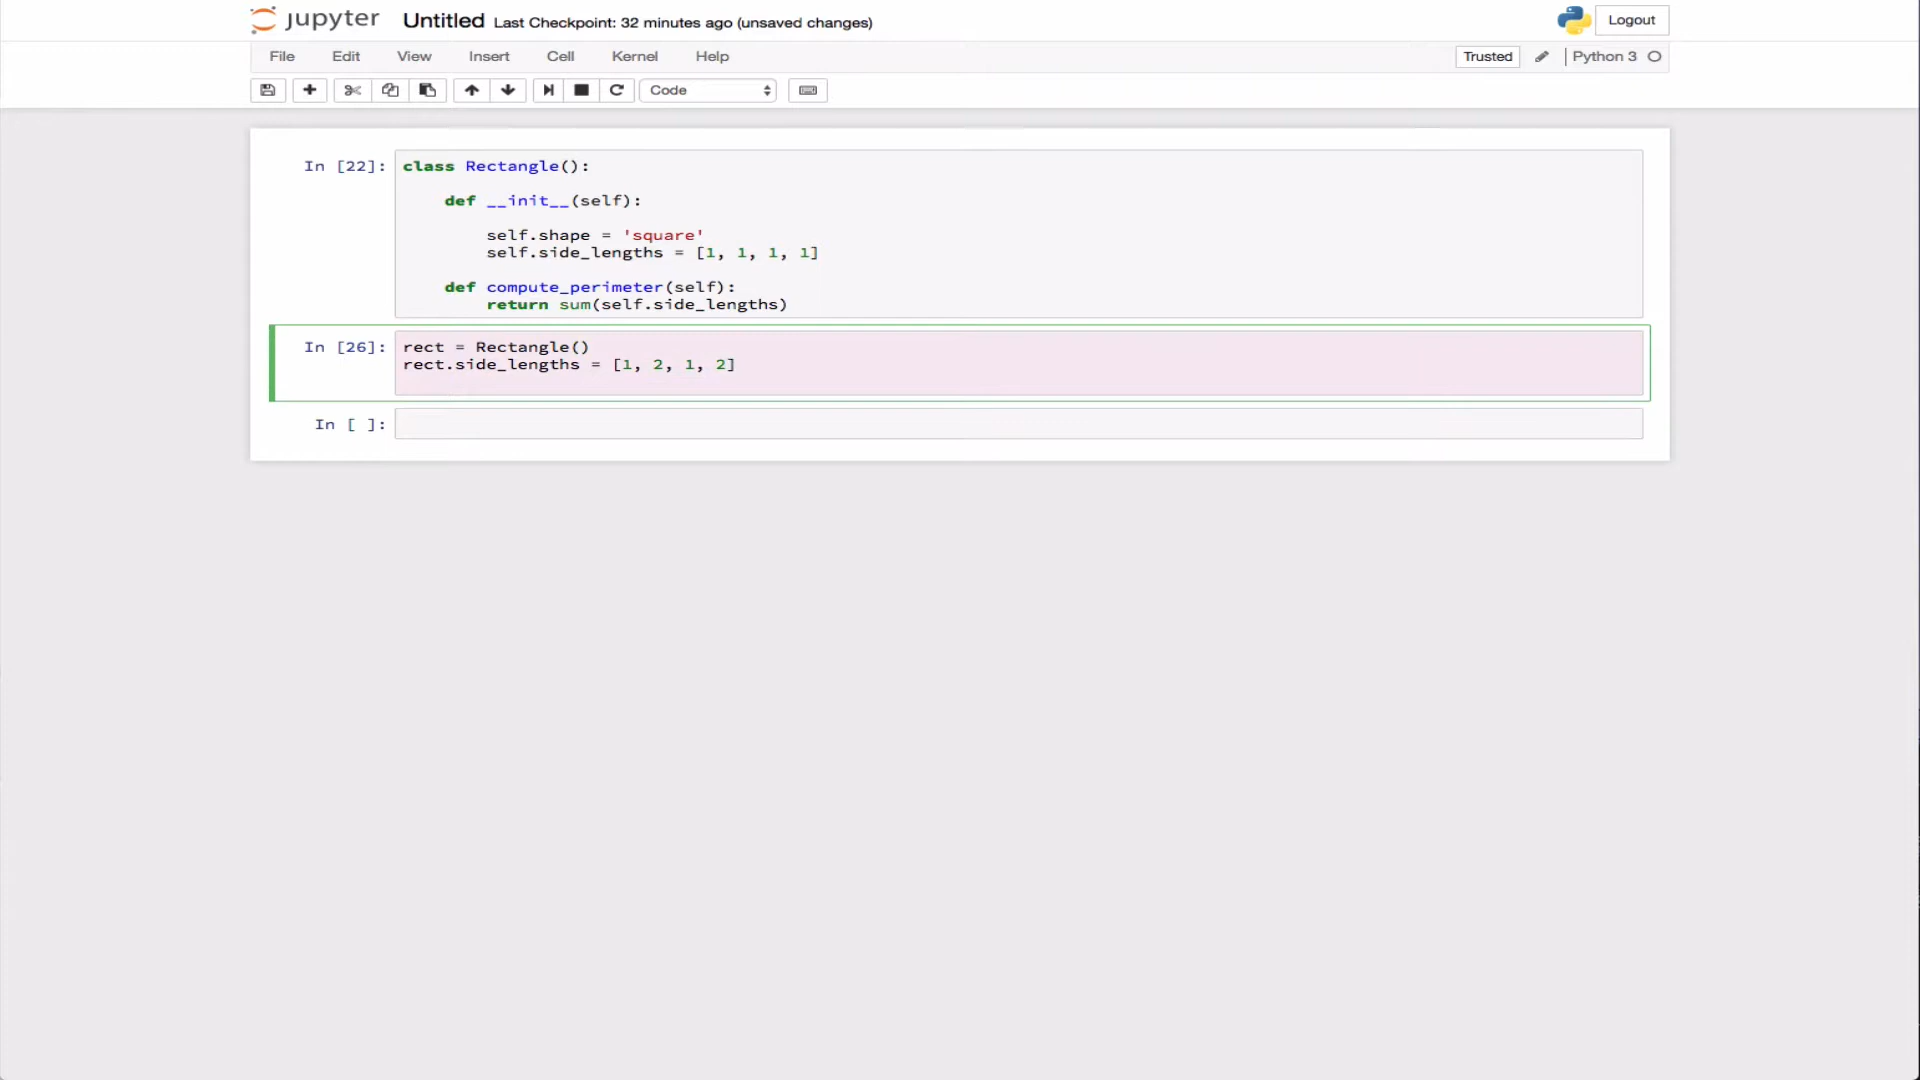 jupyter Untitled Last Checkpoint: 32 minutes ago (unsaved changes) Logout
File Edit View Insert Cell Kernel Help Trusted Python 3
Code
In [22]: class Rectangle():
def __init__(self):
self.shape = 'square'
self.side_lengths = [1, 1, 1, 1]
def compute_perimeter(self):
return sum(self.side_lengths)
In [26]: rect = Rectangle()
rect.side_lengths = [1, 2, 1, 2]
In [ ]: